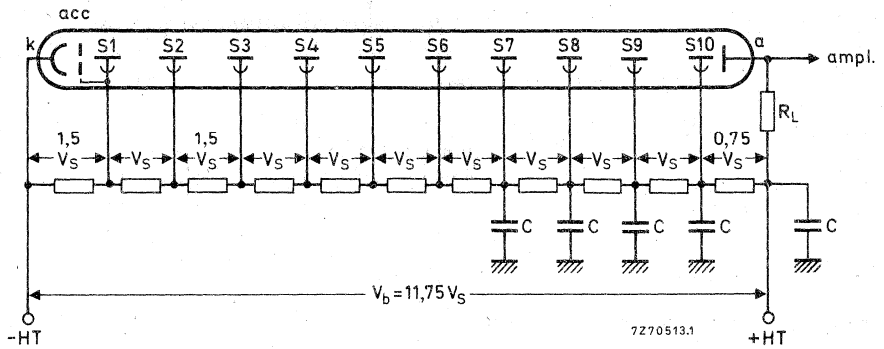 acc
k S1 S2 S3 S4 S5 S6 S7 S8 S9 S10 a
ampl.
R_L
1,5 1,5 0,75
V_S V_S V_S V_S V_S V_S V_S V_S V_S V_S V_S
C C C C C
V_b = 11,75 V_S
-HT 7Z70513.1 +HT